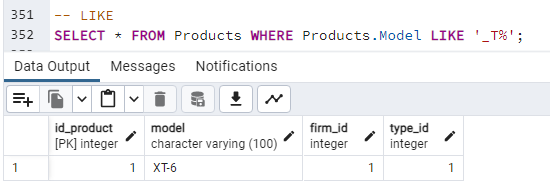 351 -- LIKE
352 SELECT * FROM Products WHERE Products.Model LIKE '_T%';
Data Output Messages Notifications
id_product model firm_id type_id
[PK] integer character varying (100) integer integer
1 1 XT-6 1 1